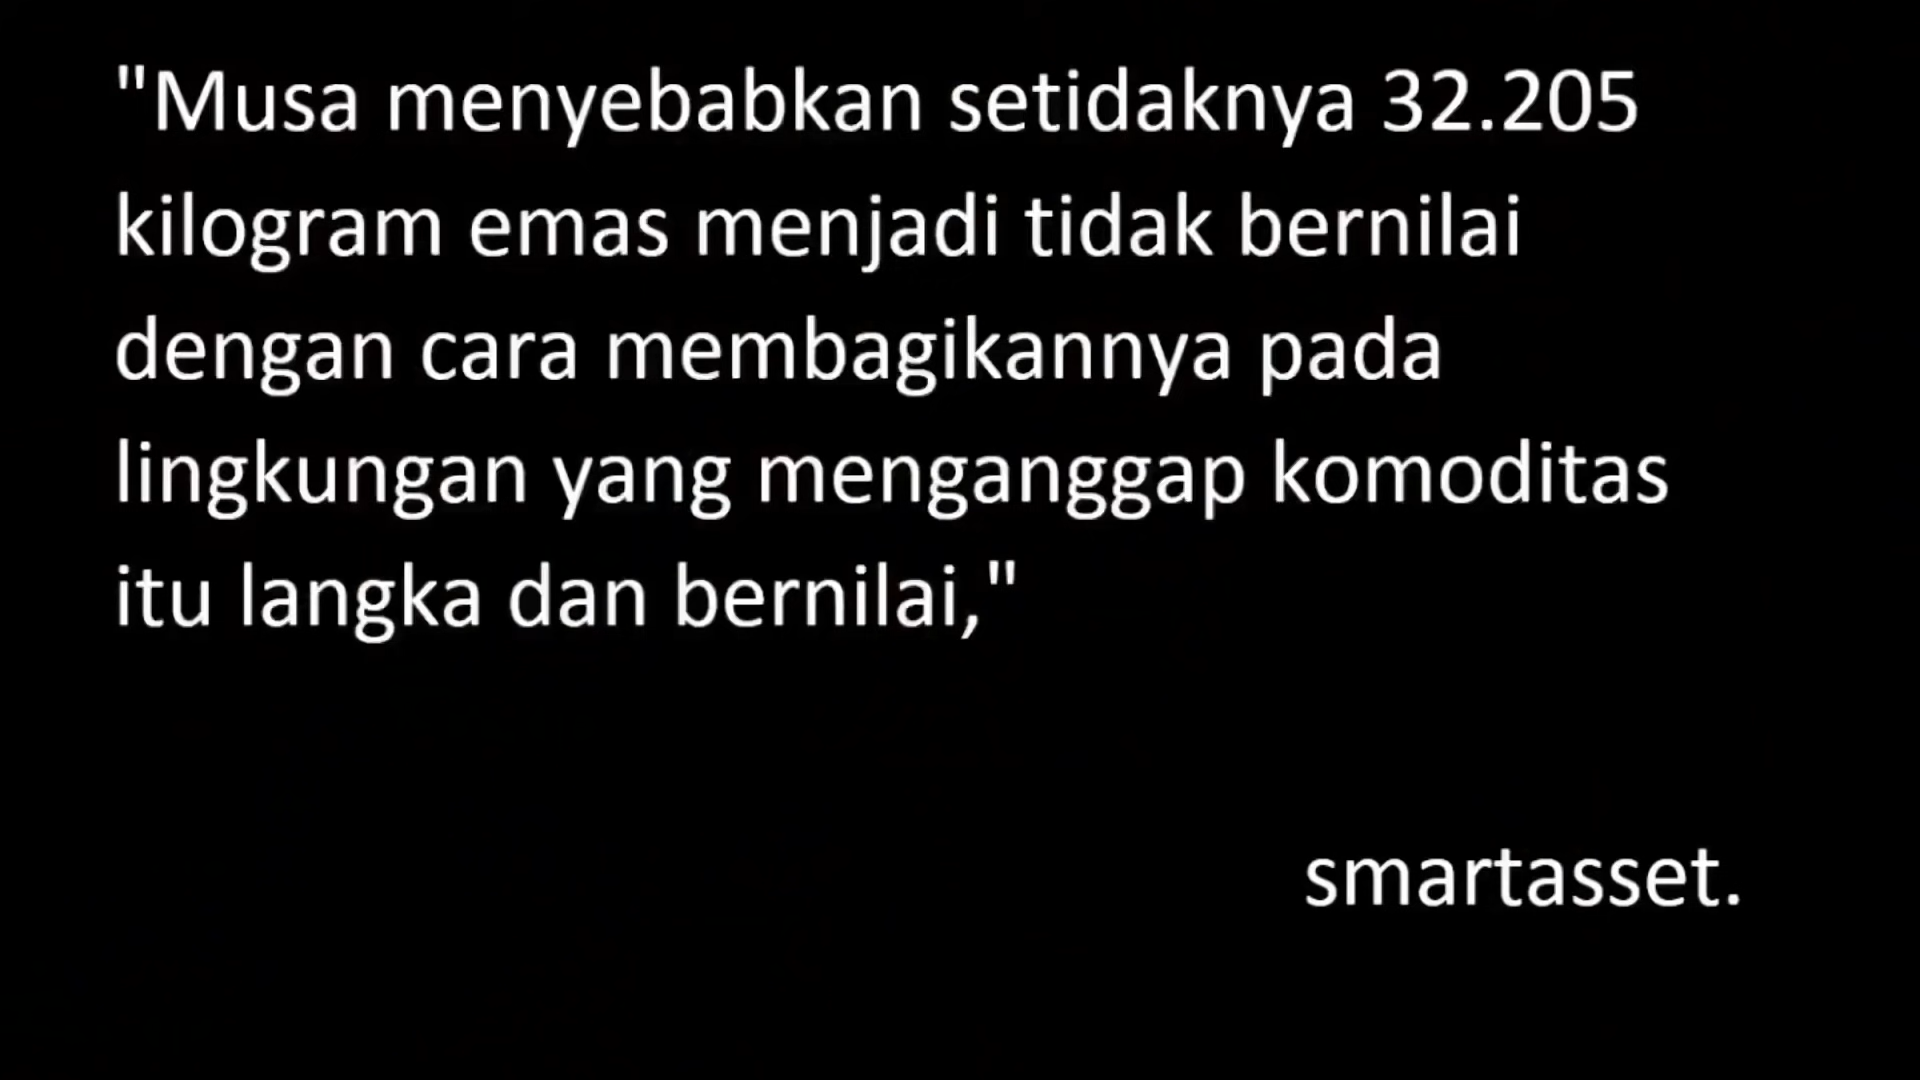 "Musa menyebabkan setidaknya 32.205
kilogram emas menjadi tidak bernilai
dengan cara membagikannya pada
lingkungan yang menganggap komoditas
itu langka dan bernilai,"
smartasset.